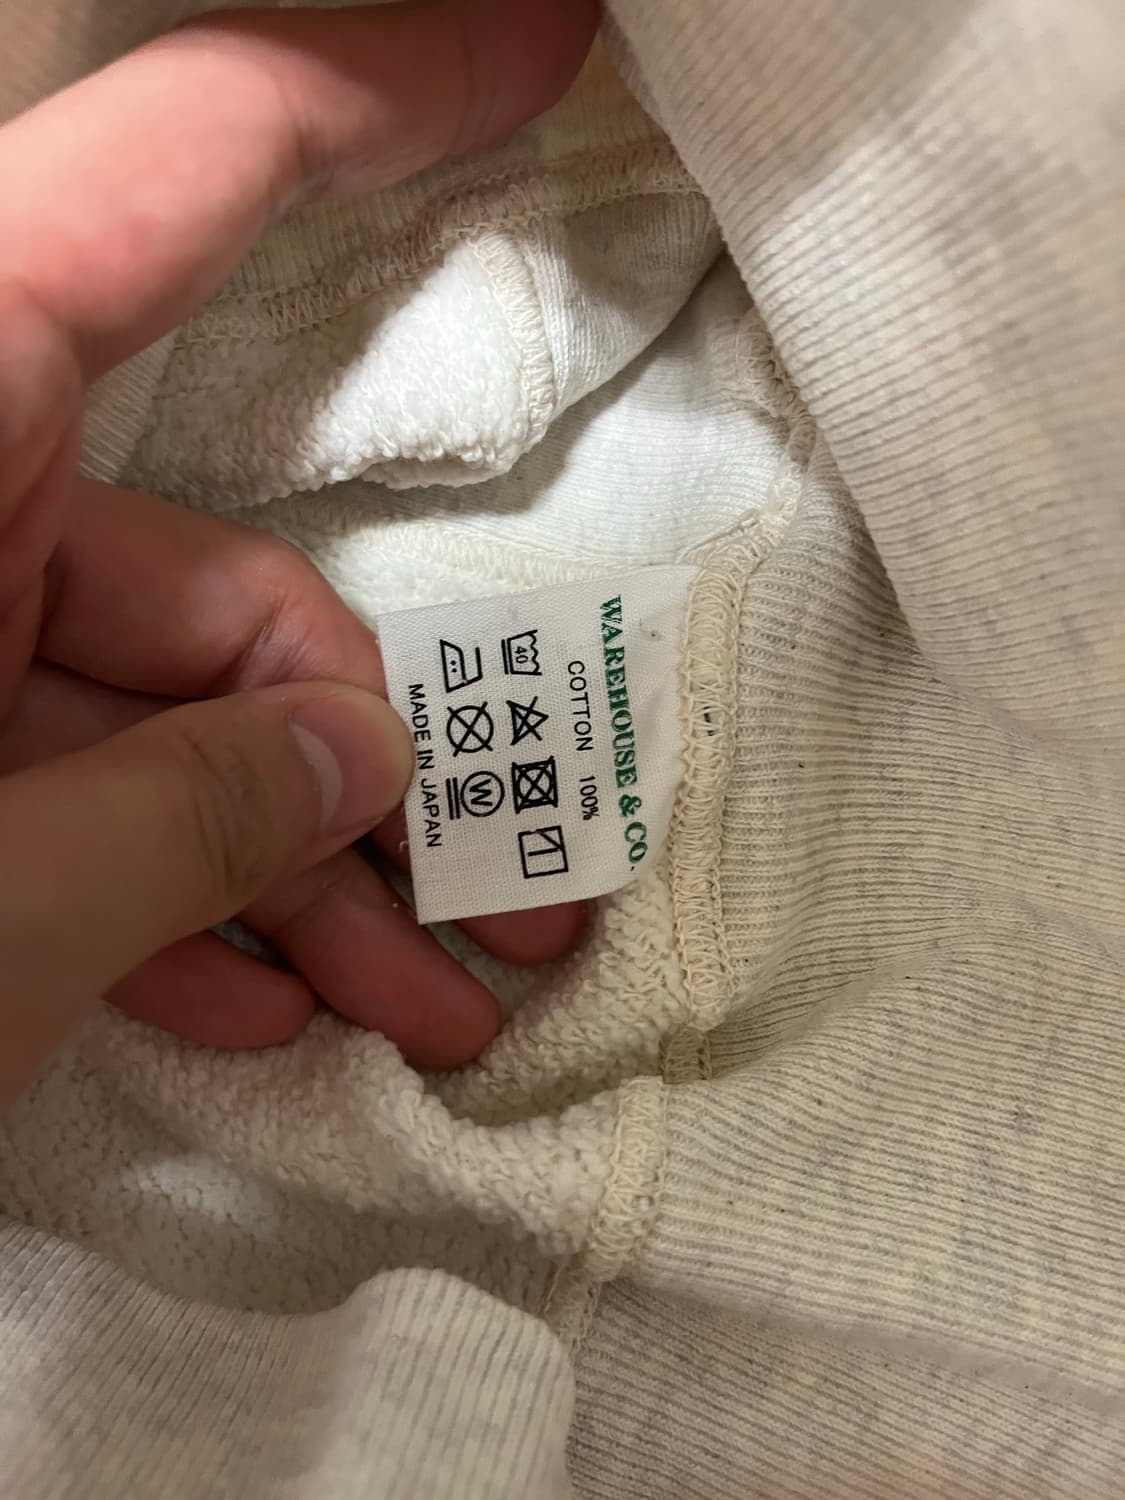 WAREHOUSE & CO.
COTTON 100%
40
W
MADE IN JAPAN